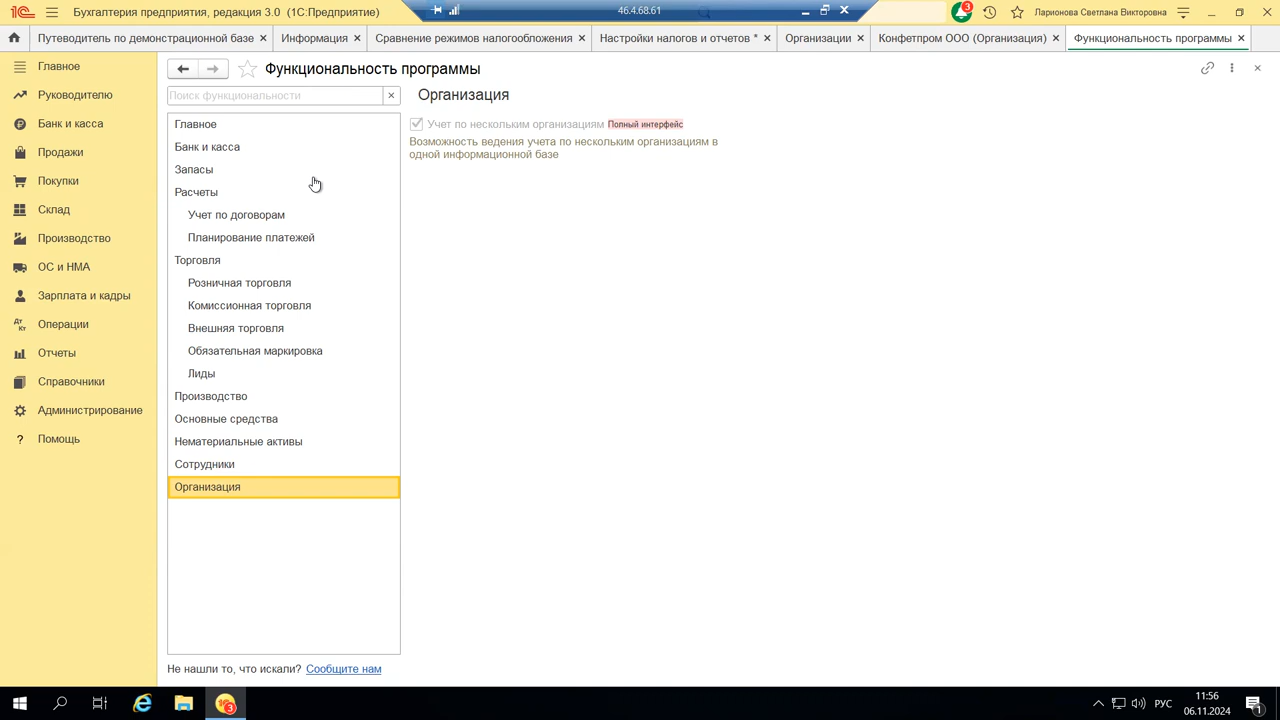 Бухгалтерия предприятия, редакция 3.0 (1С:Предприятие)
46.4.68.61
3
Ларионова Светлана Викторовна
Путеводитель по демонстрационной базе
Информация
Сравнение режимов налогообложения
Настройки налогов и отчетов *
Организации
Конфетпром ООО (Организация)
Функциональность программы
Главное
Руководителю
Банк и касса
Продажи
Покупки
Склад
Производство
ОС и НМА
Зарплата и кадры
Операции
Отчеты
Справочники
Администрирование
Помощь
Функциональность программы
Поиск функциональности
Главное
Банк и касса
Запасы
Расчеты
Учет по договорам
Планирование платежей
Торговля
Розничная торговля
Комиссионная торговля
Внешняя торговля
Обязательная маркировка
Лиды
Производство
Основные средства
Нематериальные активы
Сотрудники
Организация
Не нашли то, что искали? Сообщите нам
Организация
Учет по нескольким организациям Полный интерфейс
Возможность ведения учета по нескольким организациям в
одной информационной базе
3
РУС
11:56
06.11.2024
1